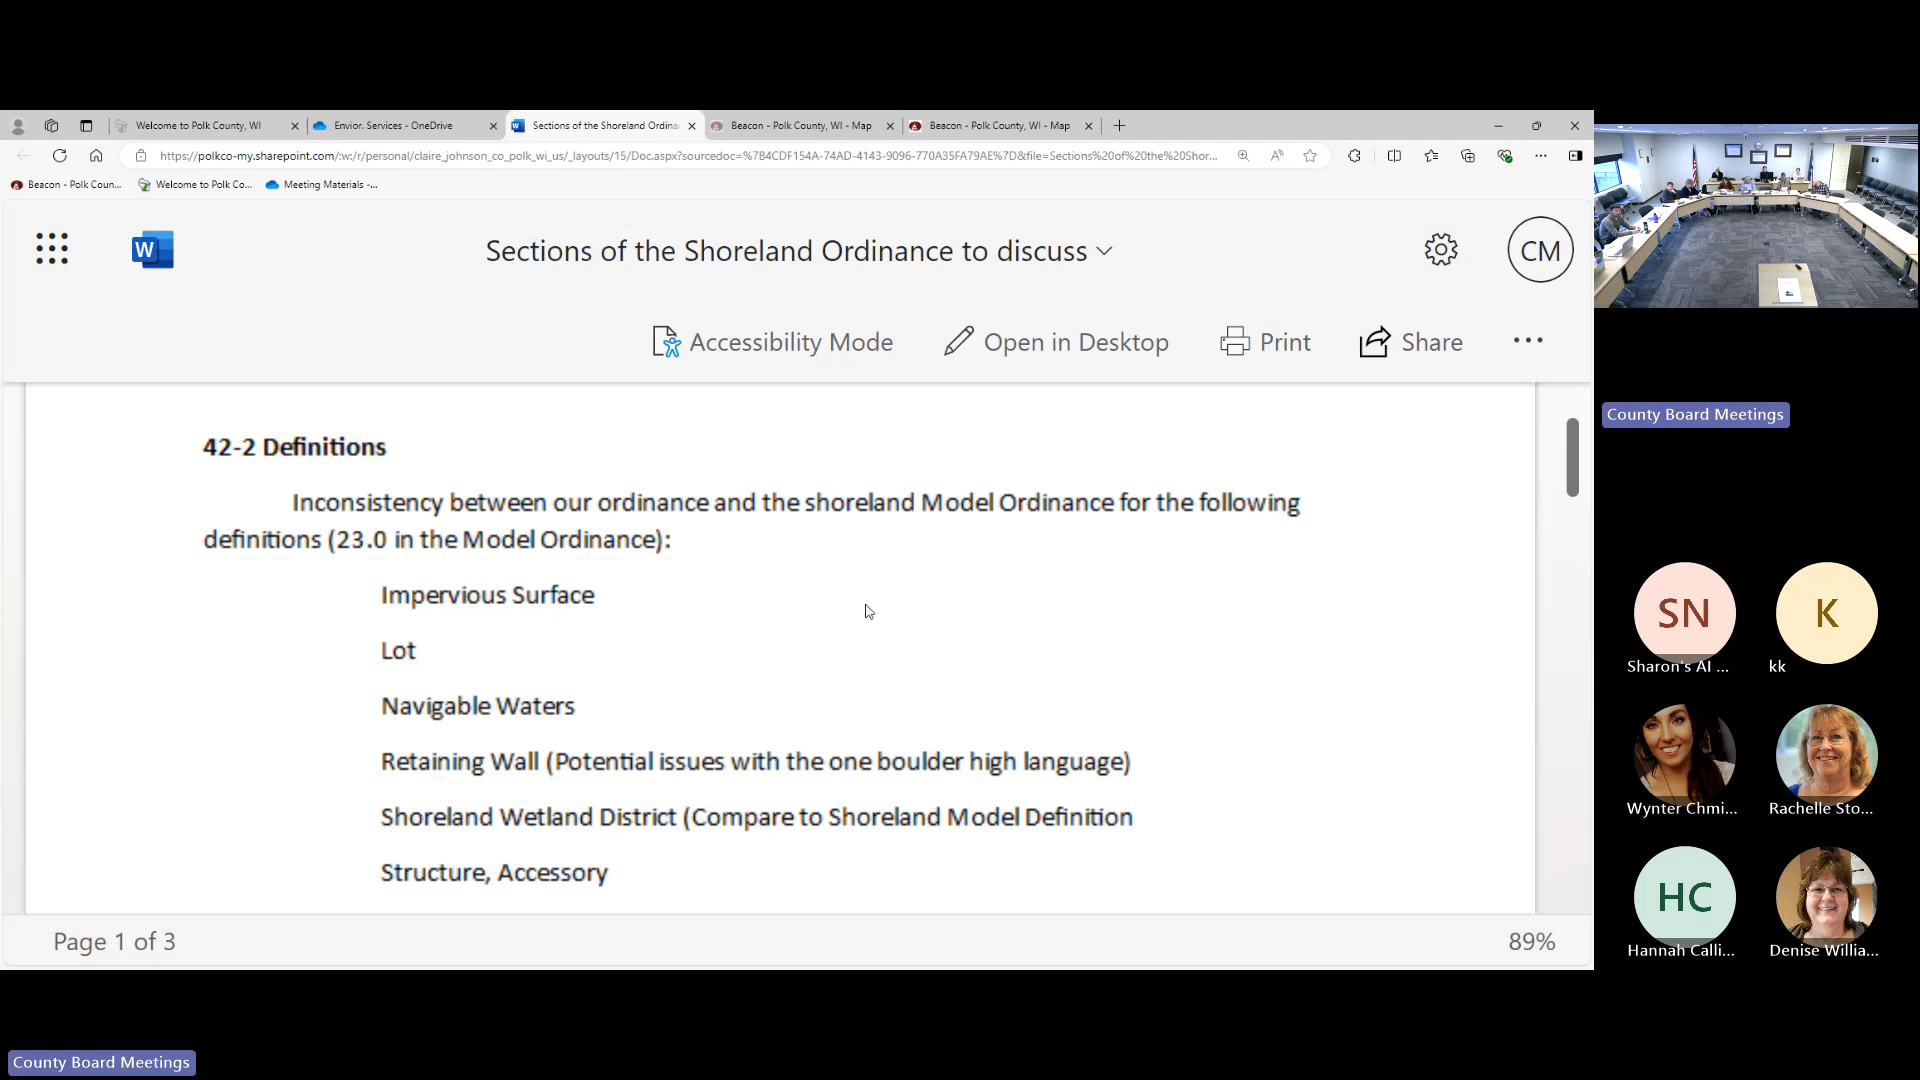 Welcome to Polk County, WI
Envior. Services - OneDrive
Sections of the Shoreland Ordina
Beacon - Polk County, WI - Map
Beacon - Polk County, WI - Map
https://polkco-my.sharepoint.com/:w:/r/personal/claire_johnson_co_polk_wi_us/_layouts/15/Doc.aspx?sourcedoc=%7B4CDF154A-74AD-4143-9096-770A35FA79AE%7D&file=Sections%20of%20the%20Shor...
Beacon - Polk Coun...
Welcome to Polk Co...
Meeting Materials -...
W
Sections of the Shoreland Ordinance to discuss
CM
Accessibility Mode
Open in Desktop
Print
Share
42-2 Definitions
Inconsistency between our ordinance and the shoreland Model Ordinance for the following
definitions (23.0 in the Model Ordinance):
Impervious Surface
Lot
Navigable Waters
Retaining Wall (Potential issues with the one boulder high language)
Shoreland Wetland District (Compare to Shoreland Model Definition
Structure, Accessory
Page 1 of 3
89%
County Board Meetings
SN
K
Sharon's AI ...
kk
Wynter Chmi...
Rachelle Sto...
HC
Hannah Calli...
Denise Willia...
County Board Meetings